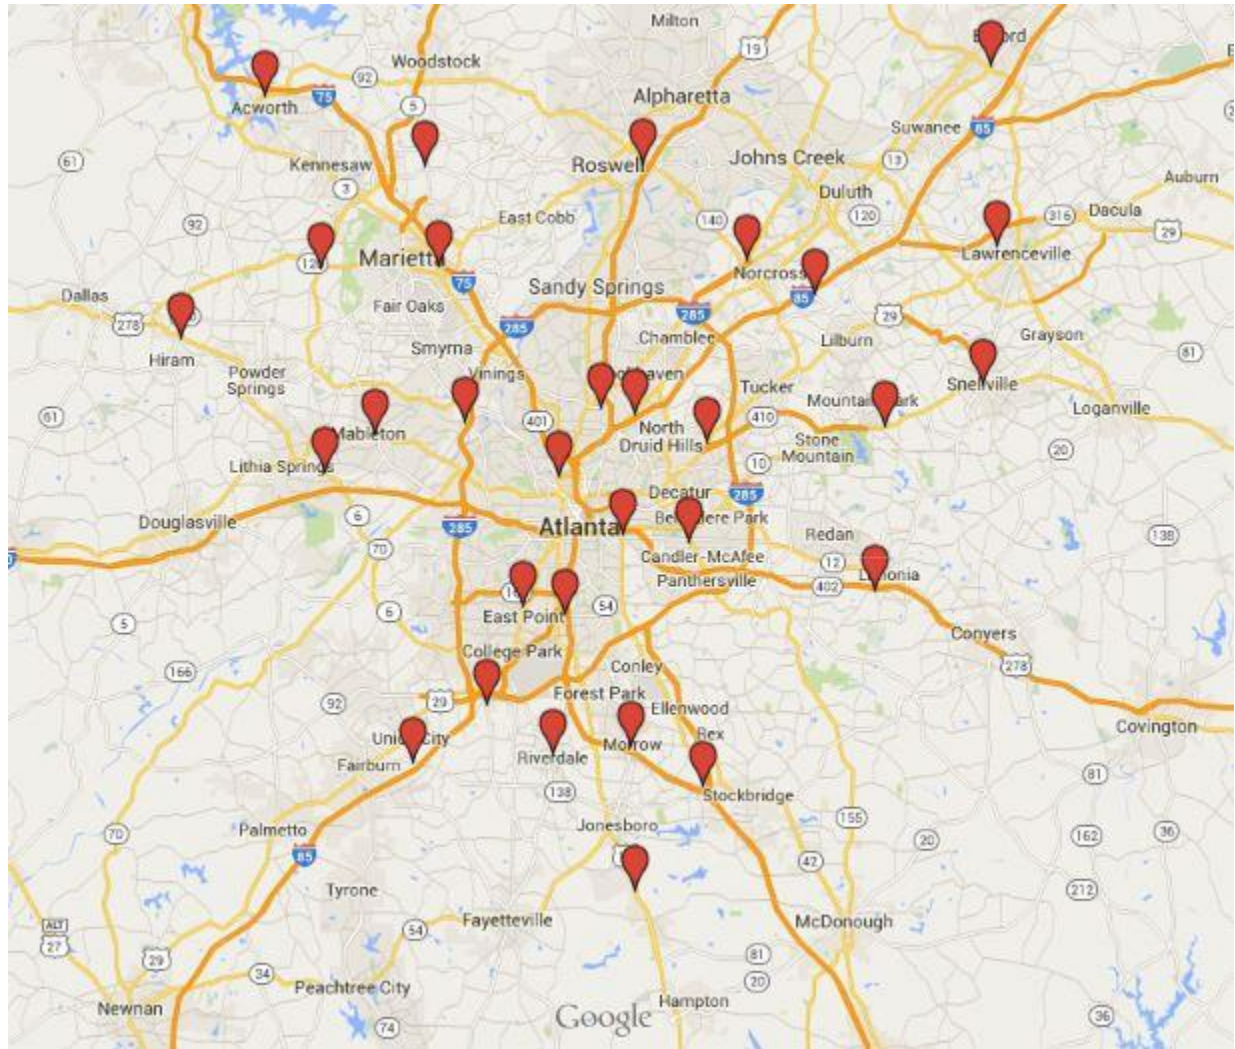 Milton
19
Woodstock
92
5
Acworth
75
Alpharetta
Suwanee
85
Roswell
Johns Creek
13
61
Kennesaw
3
Duluth
Auburn
92
East Cobb
140
120
316
Dacula
29
Marietta
Lawrenceville
Norcross
75
Sandy Springs
85
Dallas
278
Fair Oaks
285
285
29
Chamblee
Lilburn
Grayson
Hiram
Smyrna
81
Powder
Springs
Vinings
Tucker
Snellville
61
401
410
Loganville
Mableton
North
Druid Hills
Stone
Mountain
20
Lithia Springs
10
Decatur
285
Douglasville
6
285
Atlanta
Redan
138
70
Candler-McAfee
12
Panthersville
402
6
54
East Point
5
Conyers
College Park
166
Conley
278
29
Forest Park
92
Ellenwood
Covington
Rex
Morrow
Fairburn
Riverdale
81
138
Stockbridge
70
Palmetto
Jonesboro
155
20
162
36
85
42
Tyrone
212
ALT
27
54
Fayetteville
McDonough
29
81
34
20
Newnan
Peachtree City
Hampton
Google
74
36